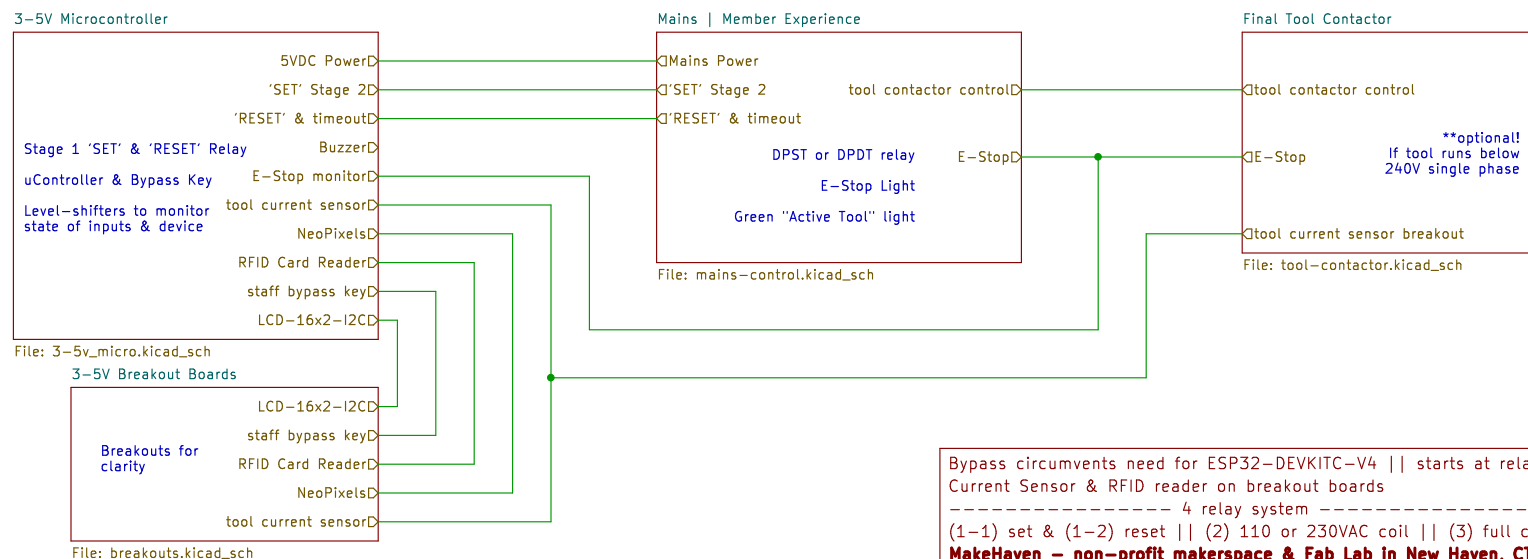 3-5V Microcontroller
5VDC Power
'SET' Stage 2
'RESET' & timeout
Stage 1 'SET' & 'RESET' Relay
Buzzer
uController & Bypass Key
E-Stop monitor
Level-shifters to monitor
state of inputs & device
tool current sensor
NeoPixels
RFID Card Reader
staff bypass key
LCD-16x2-I2C
File: 3-5v_micro.kicad_sch
3-5V Breakout Boards
LCD-16x2-I2C
staff bypass key
Breakouts for
clarity
RFID Card Reader
NeoPixels
tool current sensor
File: breakouts.kicad_sch
Mains | Member Experience
Mains Power
'SET' Stage 2
tool contactor control
'RESET' & timeout
DPST or DPDT relay
E-Stop
E-Stop Light
Green "Active Tool" light
File: mains-control.kicad_sch
Final Tool Contactor
tool contactor control
**optional!
If tool runs below
240V single phase
E-Stop
tool current sensor breakout
File: tool-contactor.kicad_sch
Bypass circumvents need for ESP32-DEVKITC-V4 || starts at
Current Sensor & RFID reader on breakout boards
---------------- 4 relay system ---------------
(1-1) set & (1-2) reset || (2) 110 or 230VAC coil || (3) full
MakeHaven - non-profit makerspace & Fab Lab in New Haven,